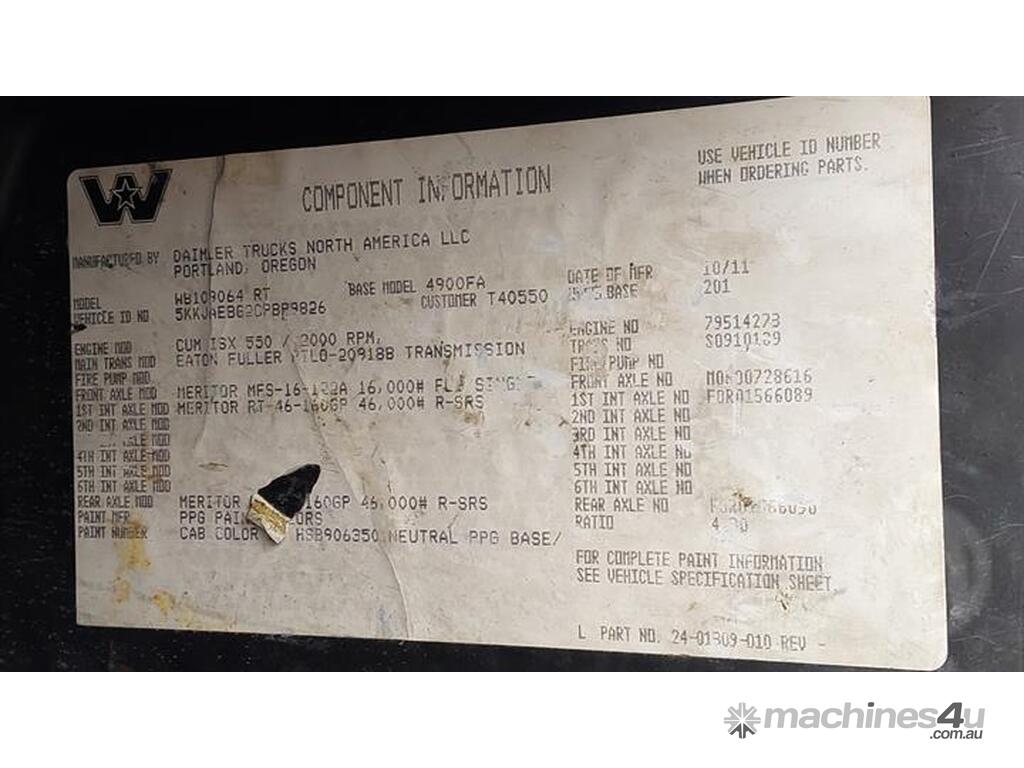 COMPONENT INFORMATION
USE VEHICLE ID NUMBER
WHEN ORDERING PARTS.
MANUFACTURED BY DAIMLER TRUCKS NORTH AMERICA LLC
PORTLAND, OREGON
MODEL RT BASE MODEL 4900FA DATE OF MFR 10/11
VEHICLE ID NO CUSTOMER T40550 BASE 201
ENGINE MOD CUM ISX 550 / 2000 RPM, ENGINE NO 79514273
MAIN TRANS MOD EATON FULLER TRANSMISSION TRANS NO
FIRE PUMP MOD FIRE PUMP NO
FRONT AXLE MOD MERITOR 16,000# FRONT AXLE NO
1ST INT AXLE MOD MERITOR RT-46-160GP 46,000# R-SRS 1ST INT AXLE NO FORA1566089
2ND INT AXLE MOD 2ND INT AXLE NO
INT AXLE MOD 3RD INT AXLE NO
4TH INT AXLE MOD 4TH INT AXLE NO
5TH INT AXLE MOD 5TH INT AXLE NO
6TH INT AXLE MOD 6TH INT AXLE NO
REAR AXLE MOD MERITOR 160GP 46,000# R-SRS REAR AXLE NO
PAINT MFR PPG RATIO
PAINT NUMBER CAB COLOR HSB906350 NEUTRAL PPG BASE/
FOR COMPLETE PAINT INFORMATION
SEE VEHICLE SPECIFICATION SHEET.
L PART NO. 24-01309-010 REV -
machines4u
.com.au